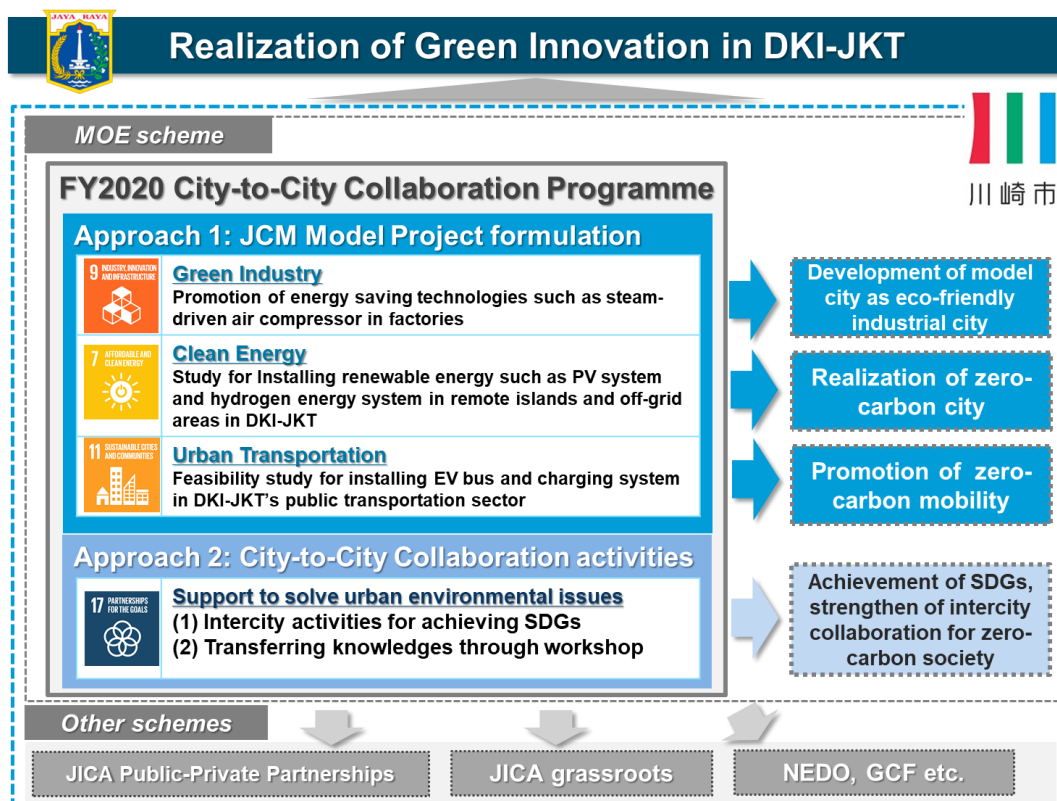 JAYA RAYA
Realization of Green Innovation in DKI-JKT
MOE scheme
川崎市
FY2020 City-to-City Collaboration Programme
Approach 1: JCM Model Project formulation
9 INDUSTRY, INNOVATION
AND INFRASTRUCTURE
Green Industry
Promotion of energy saving technologies such as steam-
driven air compressor in factories
Development of model
city as eco-friendly
industrial city
7 AFFORDABLE AND
CLEAN ENERGY
Clean Energy
Study for Installing renewable energy such as PV system
and hydrogen energy system in remote islands and off-grid
areas in DKI-JKT
Realization of zero-
carbon city
11 SUSTAINABLE CITIES
AND COMMUNITIES
Urban Transportation
Feasibility study for installing EV bus and charging system
in DKI-JKT's public transportation sector
Promotion of zero-
carbon mobility
Approach 2: City-to-City Collaboration activities
17 PARTNERSHIPS
FOR THE GOALS
Support to solve urban environmental issues
(1) Intercity activities for achieving SDGs
(2) Transferring knowledges through workshop
Achievement of SDGs,
strengthen of intercity
collaboration for zero-
carbon society
Other schemes
JICA Public-Private Partnerships
JICA grassroots
NEDO, GCF etc.